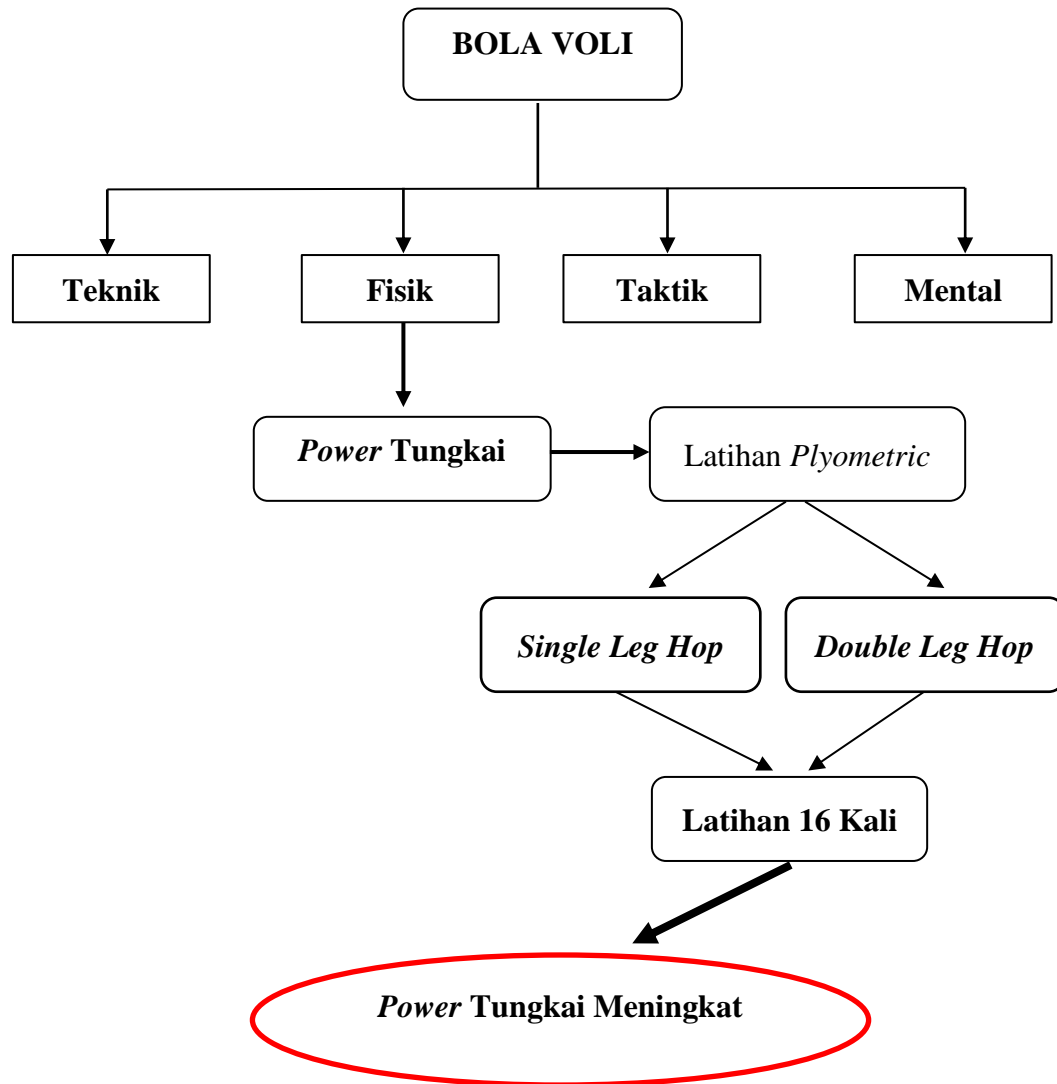 BOLA VOLI
Teknik
Fisik
Taktik
Mental
Power Tungkai
Latihan Plyometric
Single Leg Hop
Double Leg Hop
Latihan 16 Kali
Power Tungkai Meningkat